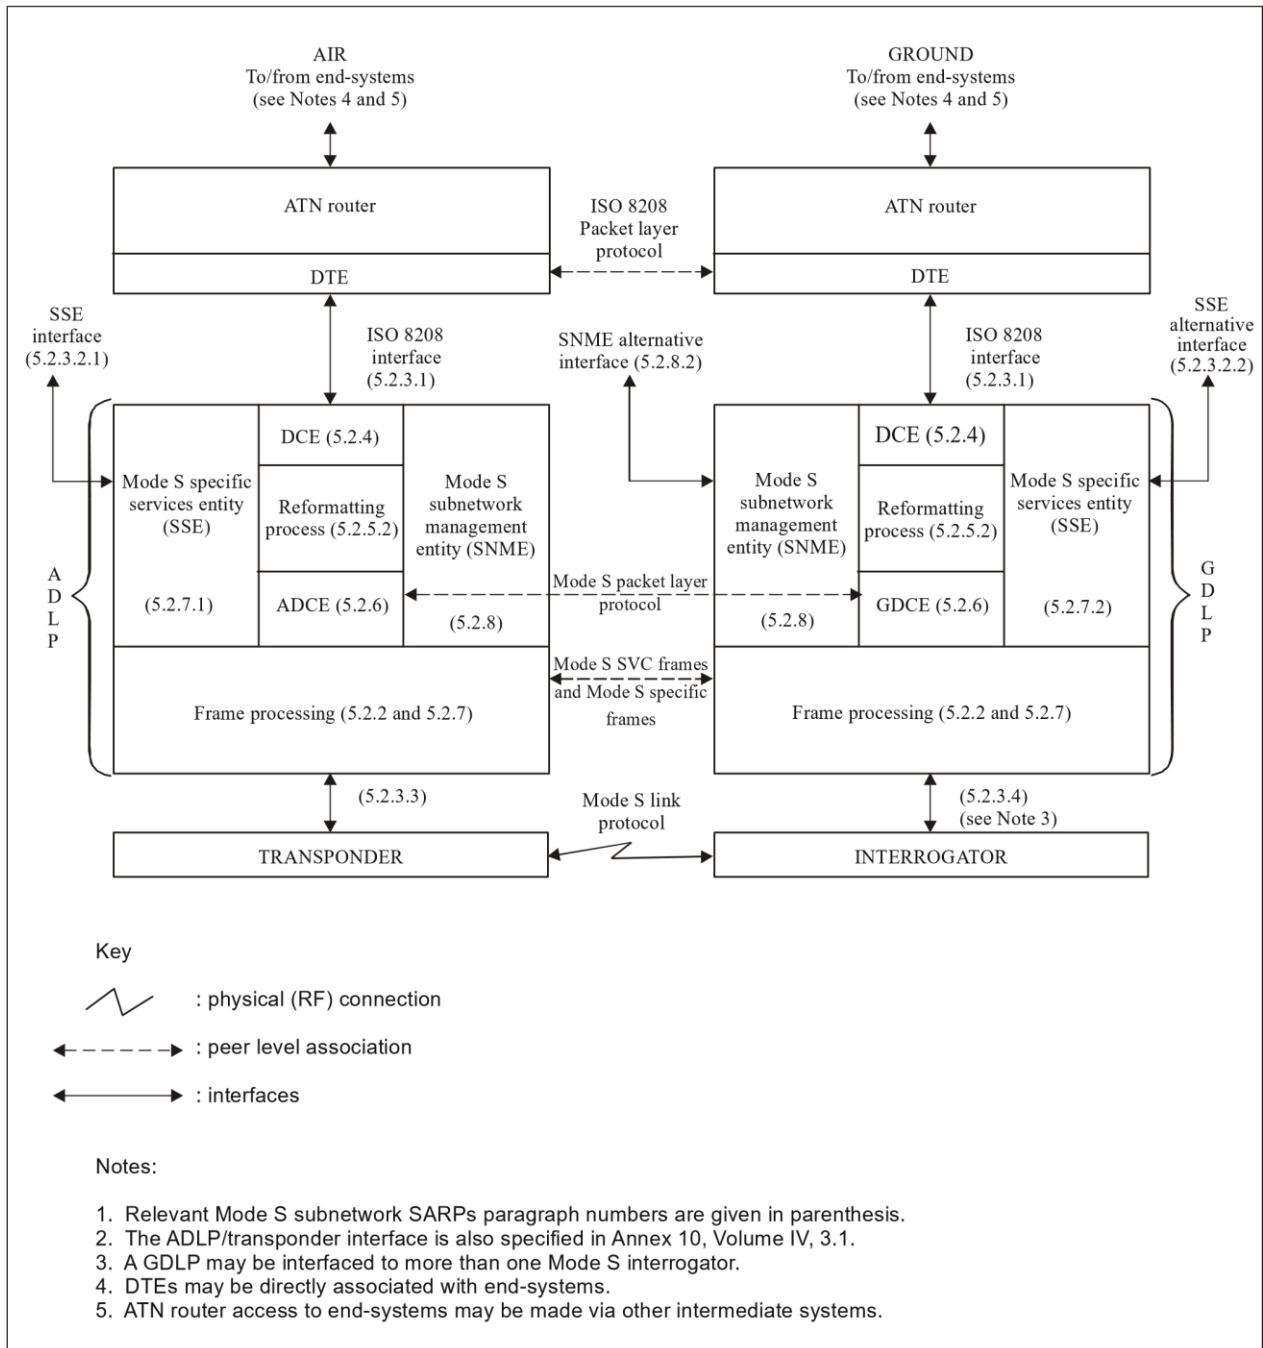 AIR
To/from end-systems
(see Notes 4 and 5)
GROUND
To/from end-systems
(see Notes 4 and 5)
ATN router
DTE
ISO 8208
Packet layer
protocol
ATN router
DTE
SSE
interface
(5.2.3.2.1)
ISO 8208
interface
(5.2.3.1)
SNME alternative
interface (5.2.8.2)
ISO 8208
interface
(5.2.3.1)
SSE
alternative
interface
(5.2.3.2.2)
A
D
L
P
Mode S specific
services entity
(SSE)
(5.2.7.1)
DCE (5.2.4)
Reformatting
process (5.2.5.2)
ADCE (5.2.6)
Mode S
subnetwork
management
entity (SNME)
(5.2.8)
Mode S packet layer
protocol
Mode S
subnetwork
management
entity (SNME)
(5.2.8)
DCE (5.2.4)
Reformatting
process (5.2.5.2)
GDCE (5.2.6)
Mode S specific
services entity
(SSE)
(5.2.7.2)
G
D
L
P
Frame processing (5.2.2 and 5.2.7)
Mode S SVC frames
and Mode S specific
frames
Frame processing (5.2.2 and 5.2.7)
(5.2.3.3)
Mode S link
protocol
(5.2.3.4)
(see Note 3)
TRANSPONDER
INTERROGATOR
Key
: physical (RF) connection
: peer level association
: interfaces
Notes:
1. Relevant Mode S subnetwork SARPs paragraph numbers are given in parenthesis.
2. The ADLP/transponder interface is also specified in Annex 10, Volume IV, 3.1.
3. A GDLP may be interfaced to more than one Mode S interrogator.
4. DTEs may be directly associated with end-systems.
5. ATN router access to end-systems may be made via other intermediate systems.